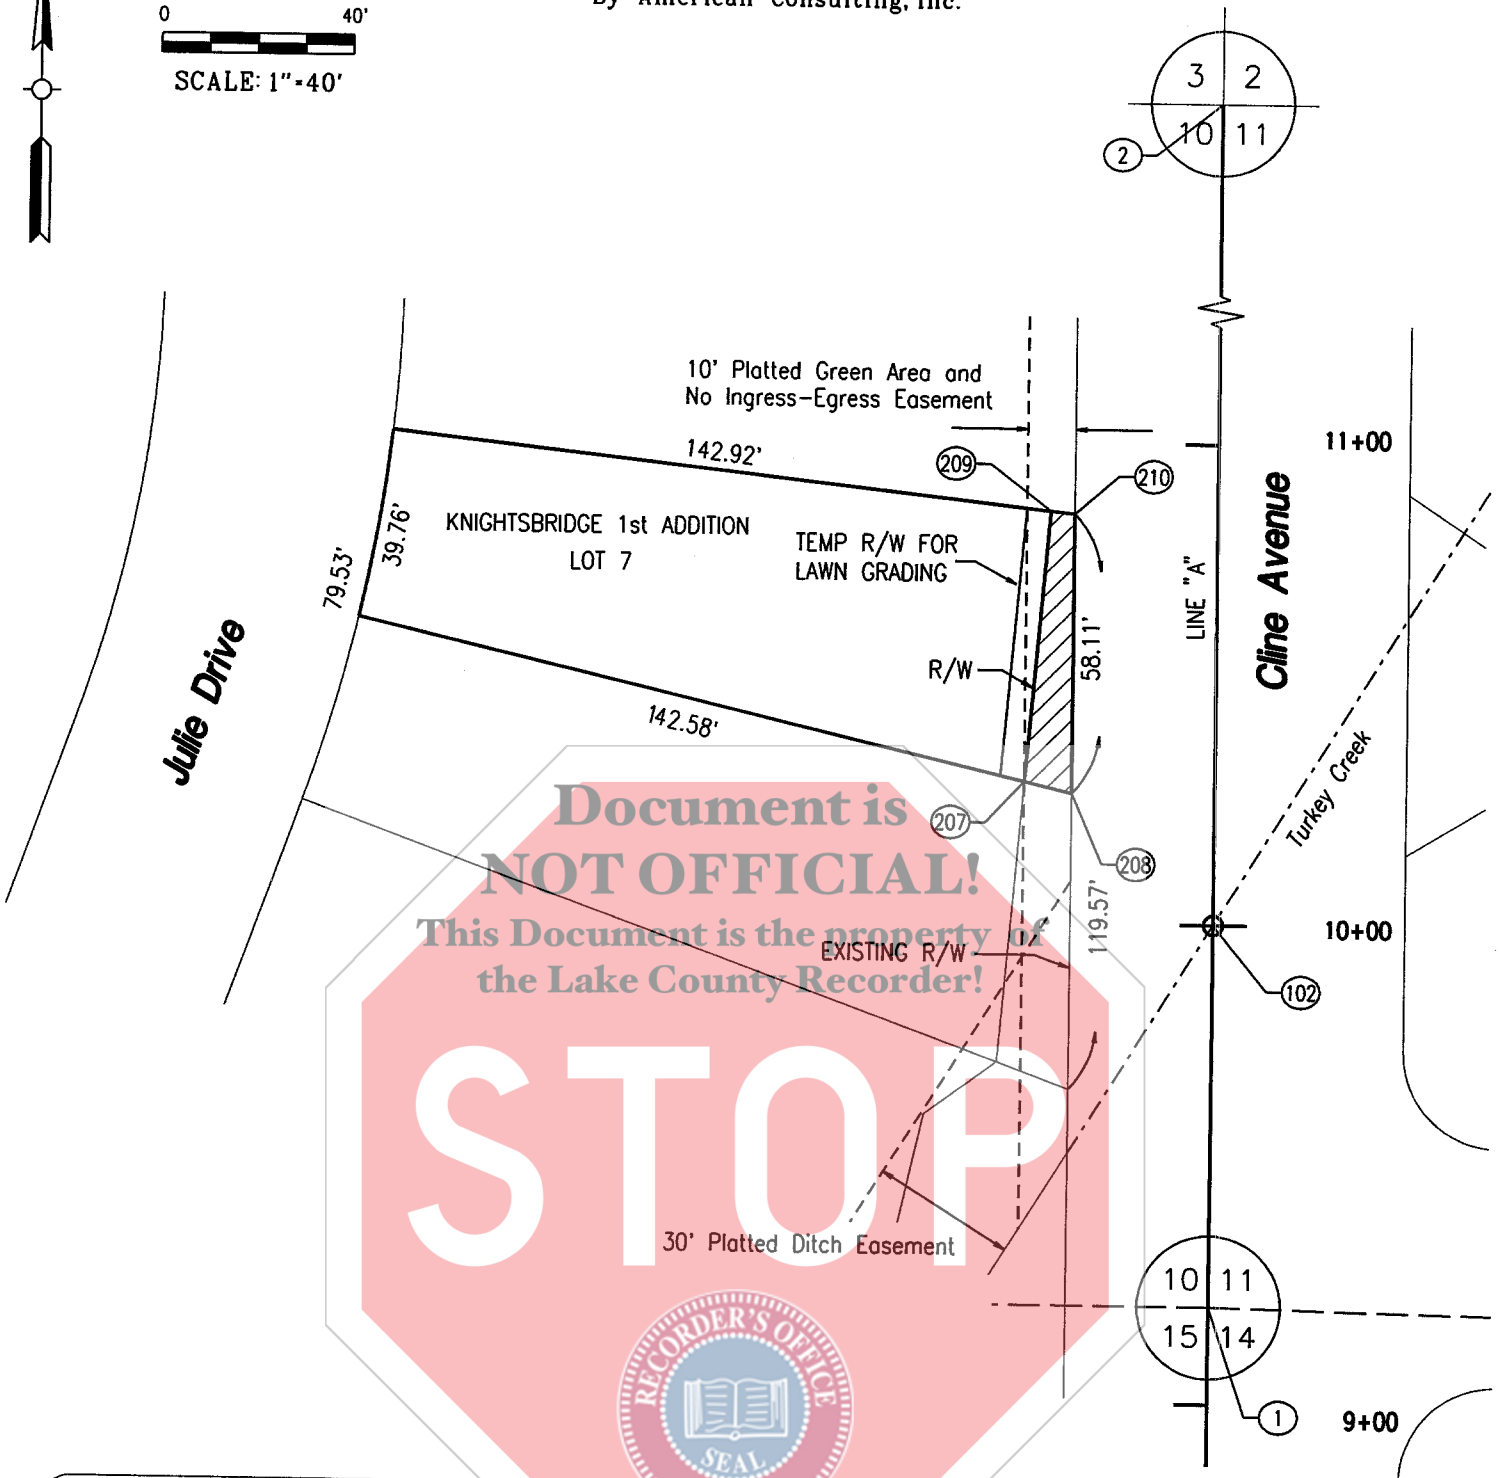 By American Consulting, Inc.
0 40'
SCALE: 1"=40'
3 2
10 11
2
10' Platted Green Area and
No Ingress-Egress Easement
11+00
142.92'
209
210
KNIGHTSBRIDGE 1st ADDITION
LOT 7
TEMP R/W FOR
LAWN GRADING
39.76'
79.53'
Julie Drive
R/W
58.11'
LINE "A"
Cline Avenue
142.58'
Turkey Creek
Document is
NOT OFFICIAL!
This Document is the property of
the Lake County Recorder!
207
208
119.57'
EXISTING R/W
10+00
102
STOP
30' Platted Ditch Easement
10 11
15 14
1
9+00
RECORDER'S OFFICE
SEAL